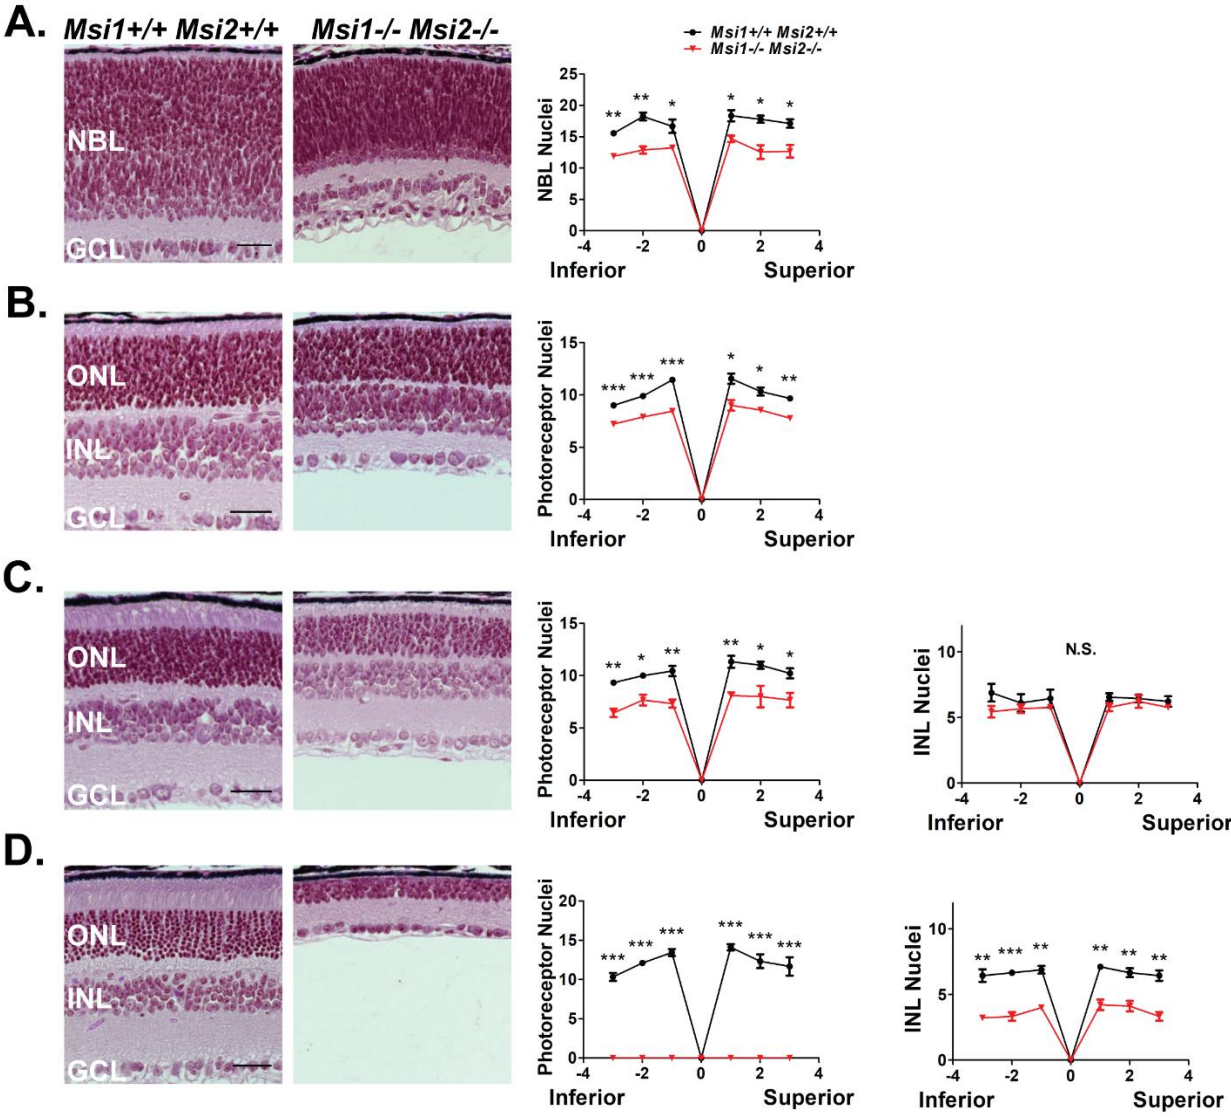 A.
Msi1+/+ Msi2+/+ Msi1-/- Msi2-/-
NBL
GCL
Msi1+/+ Msi2+/+
Msi1-/- Msi2-/-
25
20
15
10
5
0
NBL Nuclei
** ** * * * *
-4 -2 0 2 4
Inferior Superior
B.
ONL
INL
GCL
15
10
5
0
Photoreceptor Nuclei
*** *** *** * * **
-4 -2 0 2 4
Inferior Superior
C.
ONL
INL
GCL
15
10
5
0
Photoreceptor Nuclei
** * ** ** * *
-4 -2 0 2 4
Inferior Superior
10
5
0
INL Nuclei
N.S.
-4 -2 0 2 4
Inferior Superior
D.
ONL
INL
GCL
20
15
10
5
0
Photoreceptor Nuclei
*** *** *** *** *** ***
-4 -2 0 2 4
Inferior Superior
10
5
0
INL Nuclei
** *** ** ** ** **
-4 -2 0 2 4
Inferior Superior